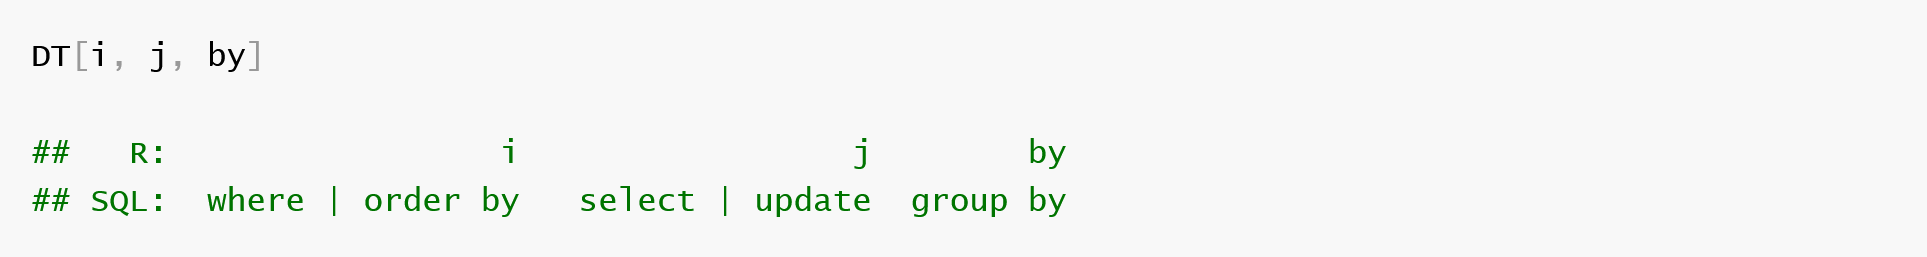 DT[i, j, by]
##   R:                 i                 j        by
## SQL:  where | order by   select | update  group by